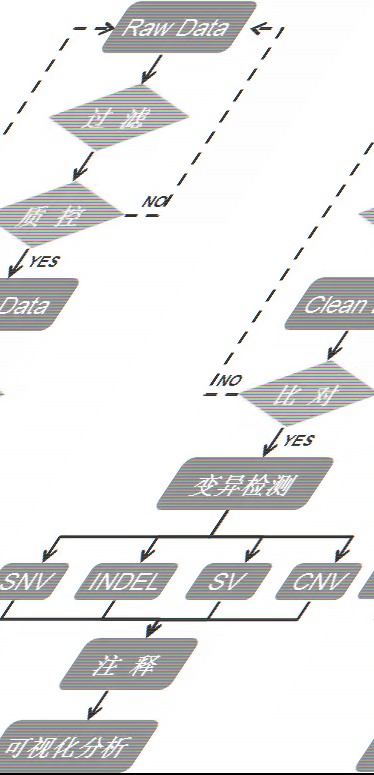 Raw Data
过 滤
质 控
NO
YES
Data
Clean
比 对
NO
YES
变异检测
SNV
INDEL
SV
CNV
注 释
可视化分析